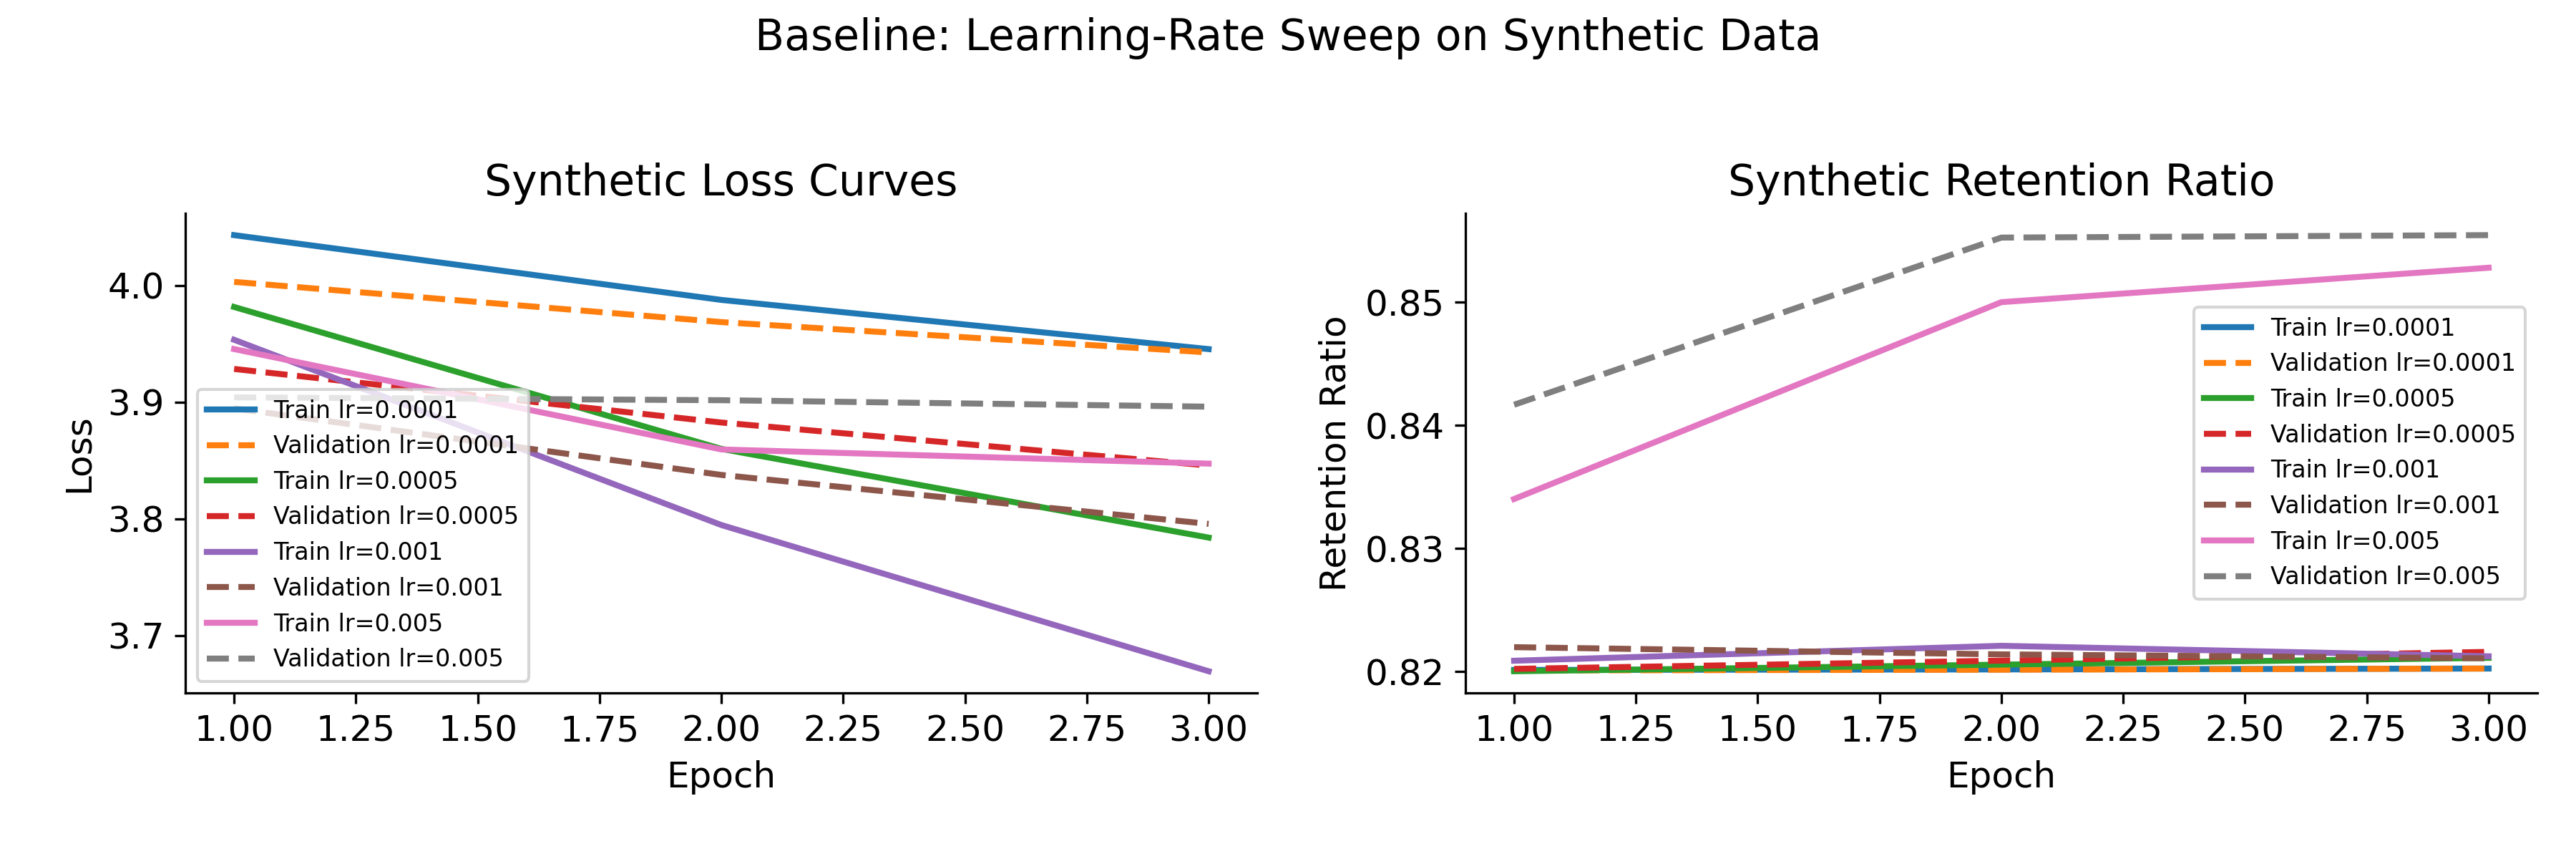 Baseline: Learning-Rate Sweep on Synthetic Data
Synthetic Loss Curves
Loss
4.0
3.9
3.8
3.7
Train lr=0.0001
Validation lr=0.0001
Train lr=0.0005
Validation lr=0.0005
Train lr=0.001
Validation lr=0.001
Train lr=0.005
Validation lr=0.005
1.00 1.25 1.50 1.75 2.00 2.25 2.50 2.75 3.00
Epoch
Synthetic Retention Ratio
Retention Ratio
0.85
0.84
0.83
0.82
Train lr=0.0001
Validation lr=0.0001
Train lr=0.0005
Validation lr=0.0005
Train lr=0.001
Validation lr=0.001
Train lr=0.005
Validation lr=0.005
1.00 1.25 1.50 1.75 2.00 2.25 2.50 2.75 3.00
Epoch